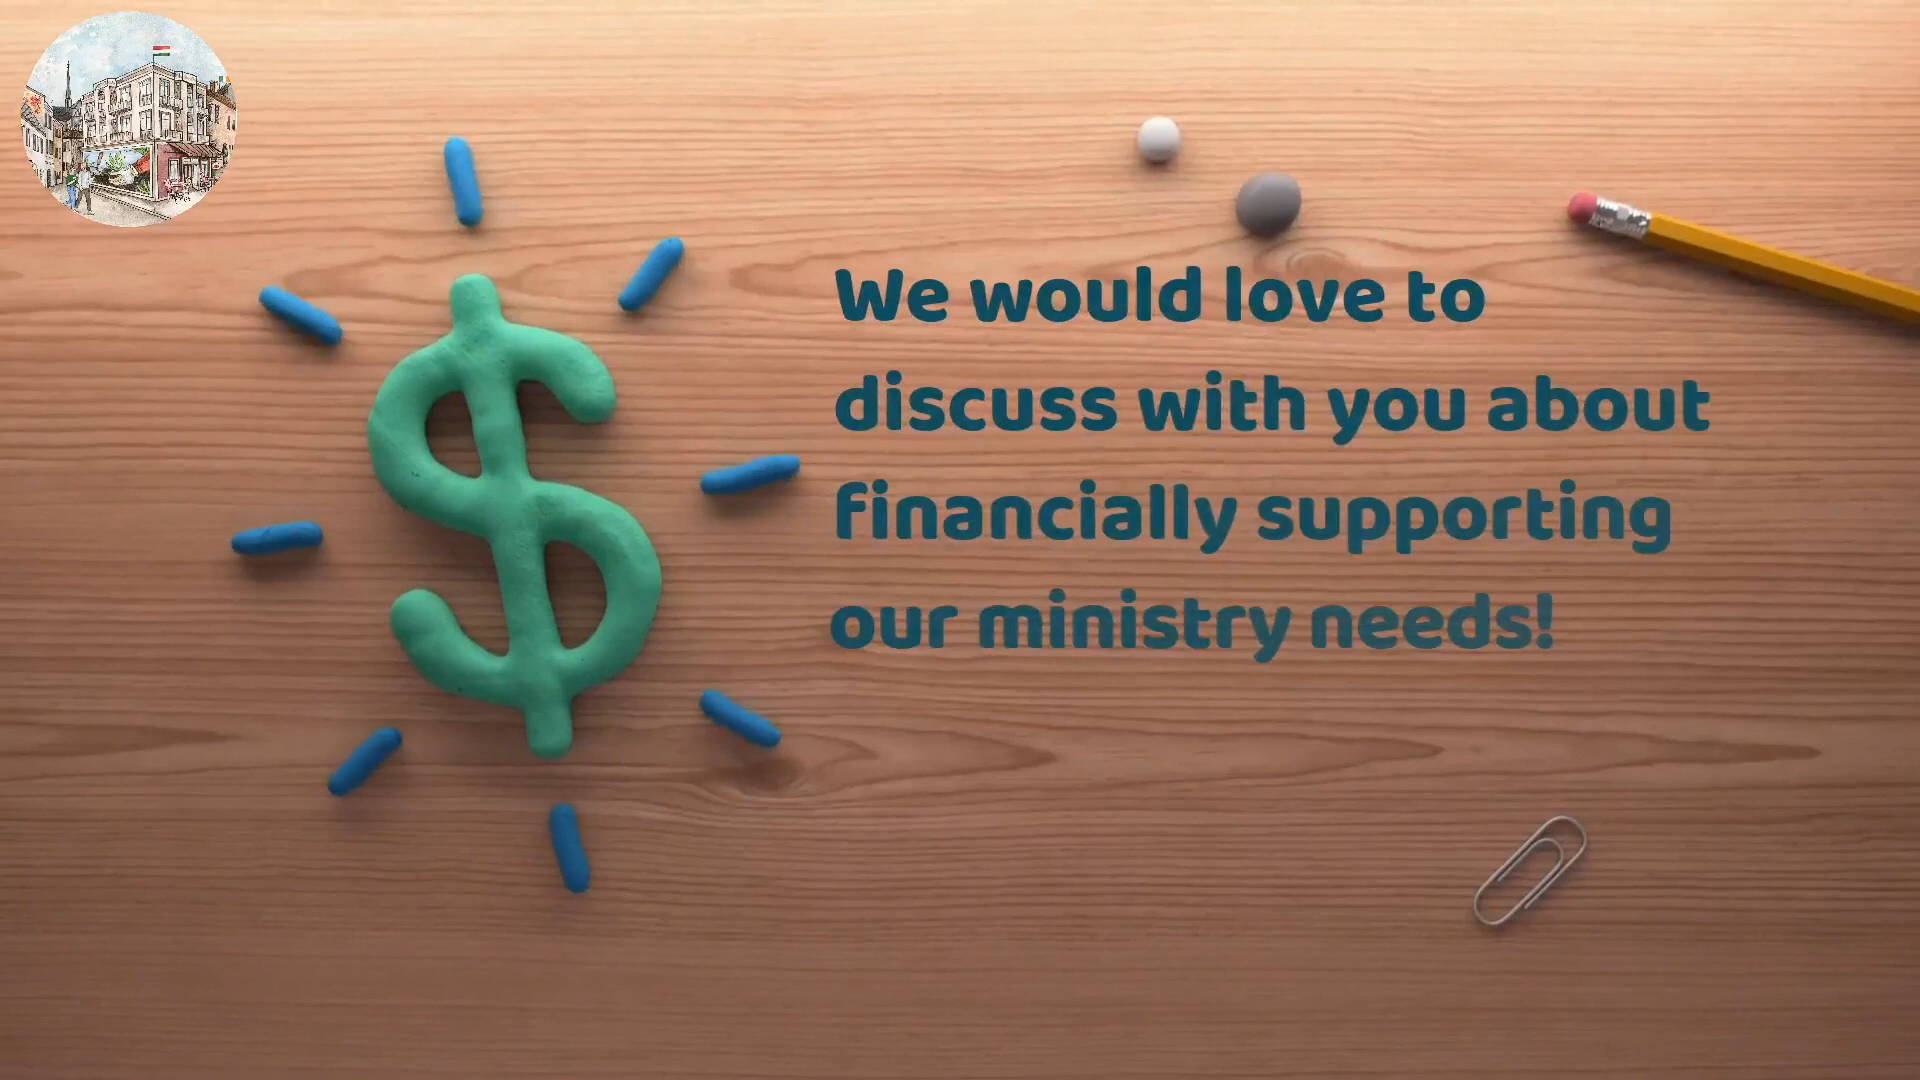 We would love to
discuss with you about
financially supporting
our ministry needs!